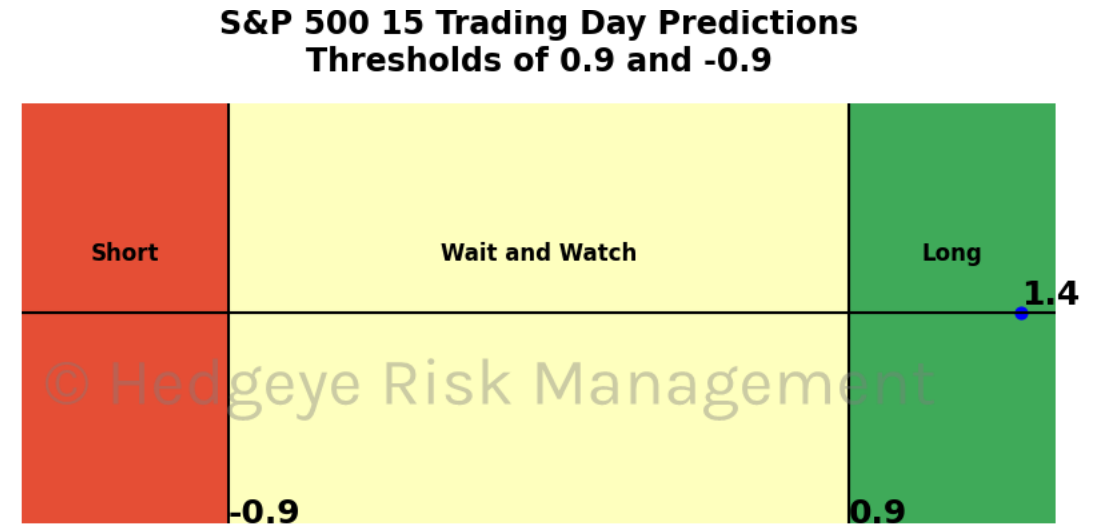 S&P 500 15 Trading Day Predictions
Thresholds of 0.9 and -0.9
Short
Wait and Watch
Long
1.4
© Hedgeye Risk Management
-0.9
0.9